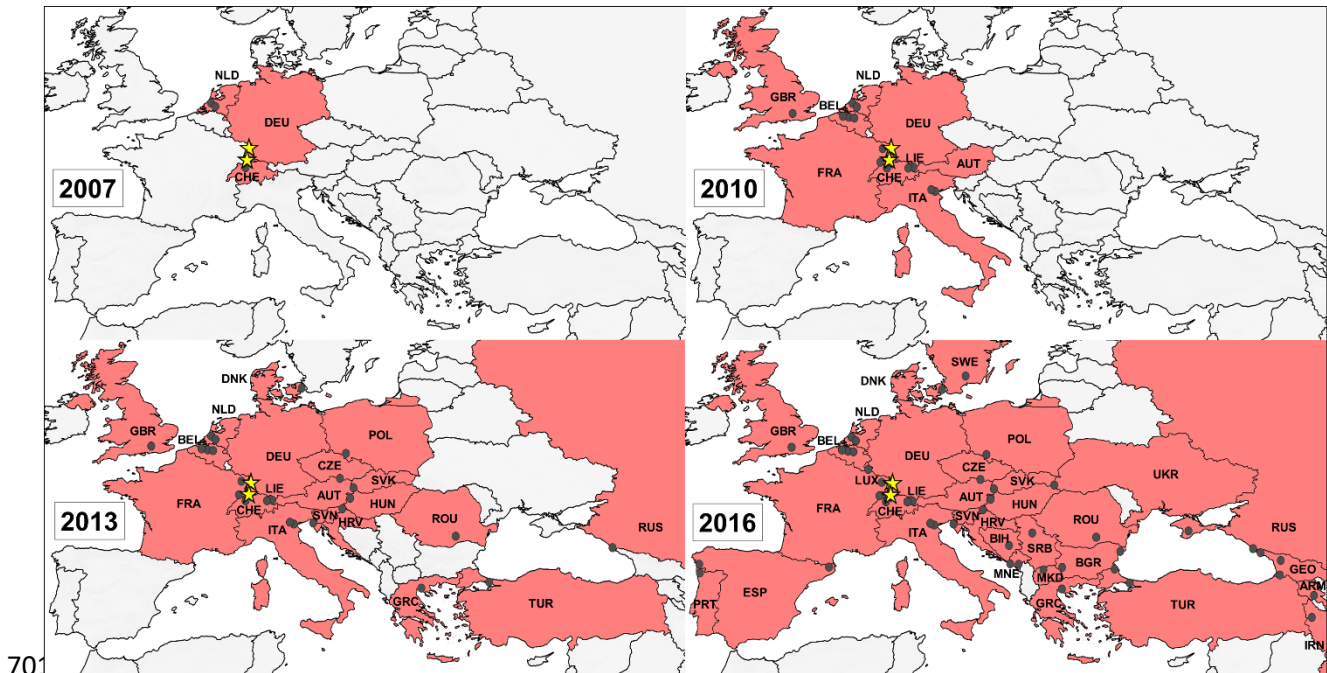 NLD
DEU
CHE
2007
NLD
GBR
BEL
DEU
LIE
AUT
FRA
CHE
ITA
2010
DNK
NLD
GBR
BEL
POL
DEU
CZE
SVK
LIE
AUT
HUN
FRA
CHE
SVN
HRV
ROU
ITA
2013
RUS
GRC
TUR
SWE
DNK
NLD
GBR
BEL
POL
DEU
CZE
UKR
LUX
SVK
LIE
AUT
HUN
FRA
CHE
SVN
HRV
ROU
ITA
2016
BIH
SRB
RUS
MNE
BGR
GEO
MKD
ARM
PRT
ESP
GRC
TUR
IRN
701